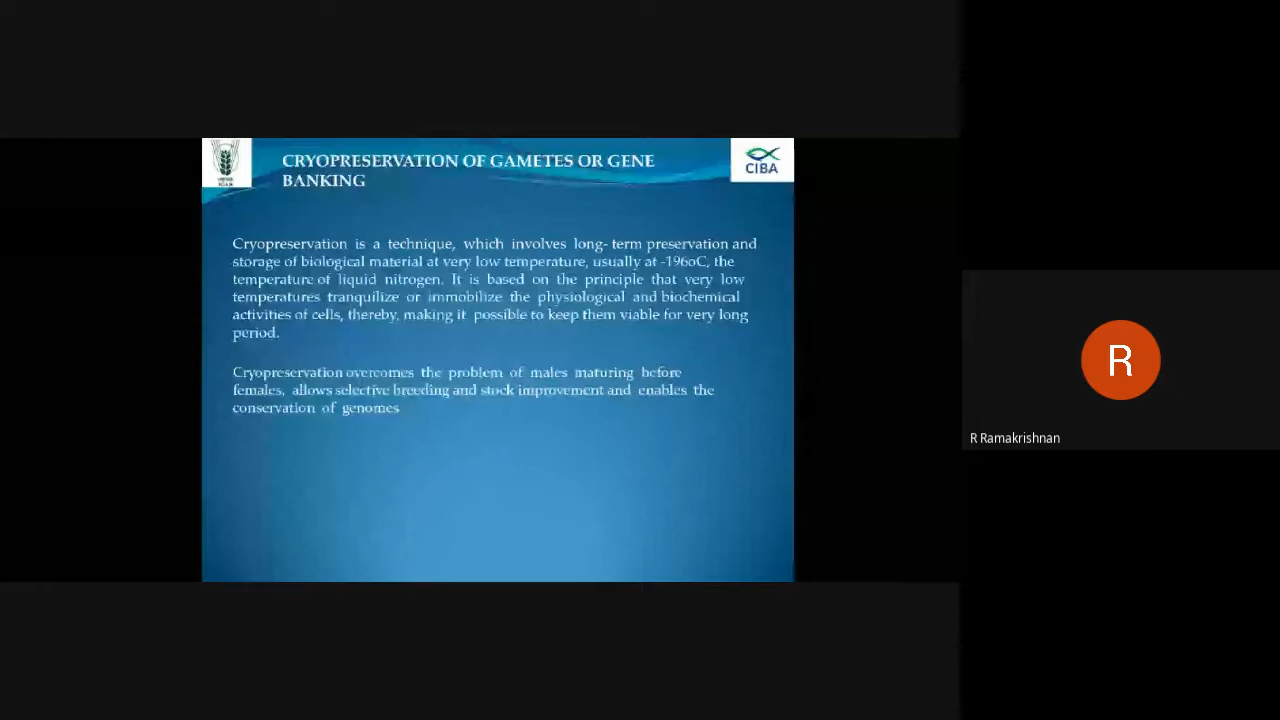 CRYOPRESERVATION OF GAMETES OR GENE
BANKING
CIBA
Cryopreservation is a technique, which involves long- term preservation and
storage of biological material at very low temperature, usually at -196oC, the
temperature of liquid nitrogen. It is based on the principle that very low
temperatures tranquilize or immobilize the physiological and biochemical
activities of cells, thereby, making it possible to keep them viable for very long
period.
Cryopreservation overcomes the problem of males maturing before
females, allows selective breeding and stock improvement and enables the
conservation of genomes
R
R Ramakrishnan